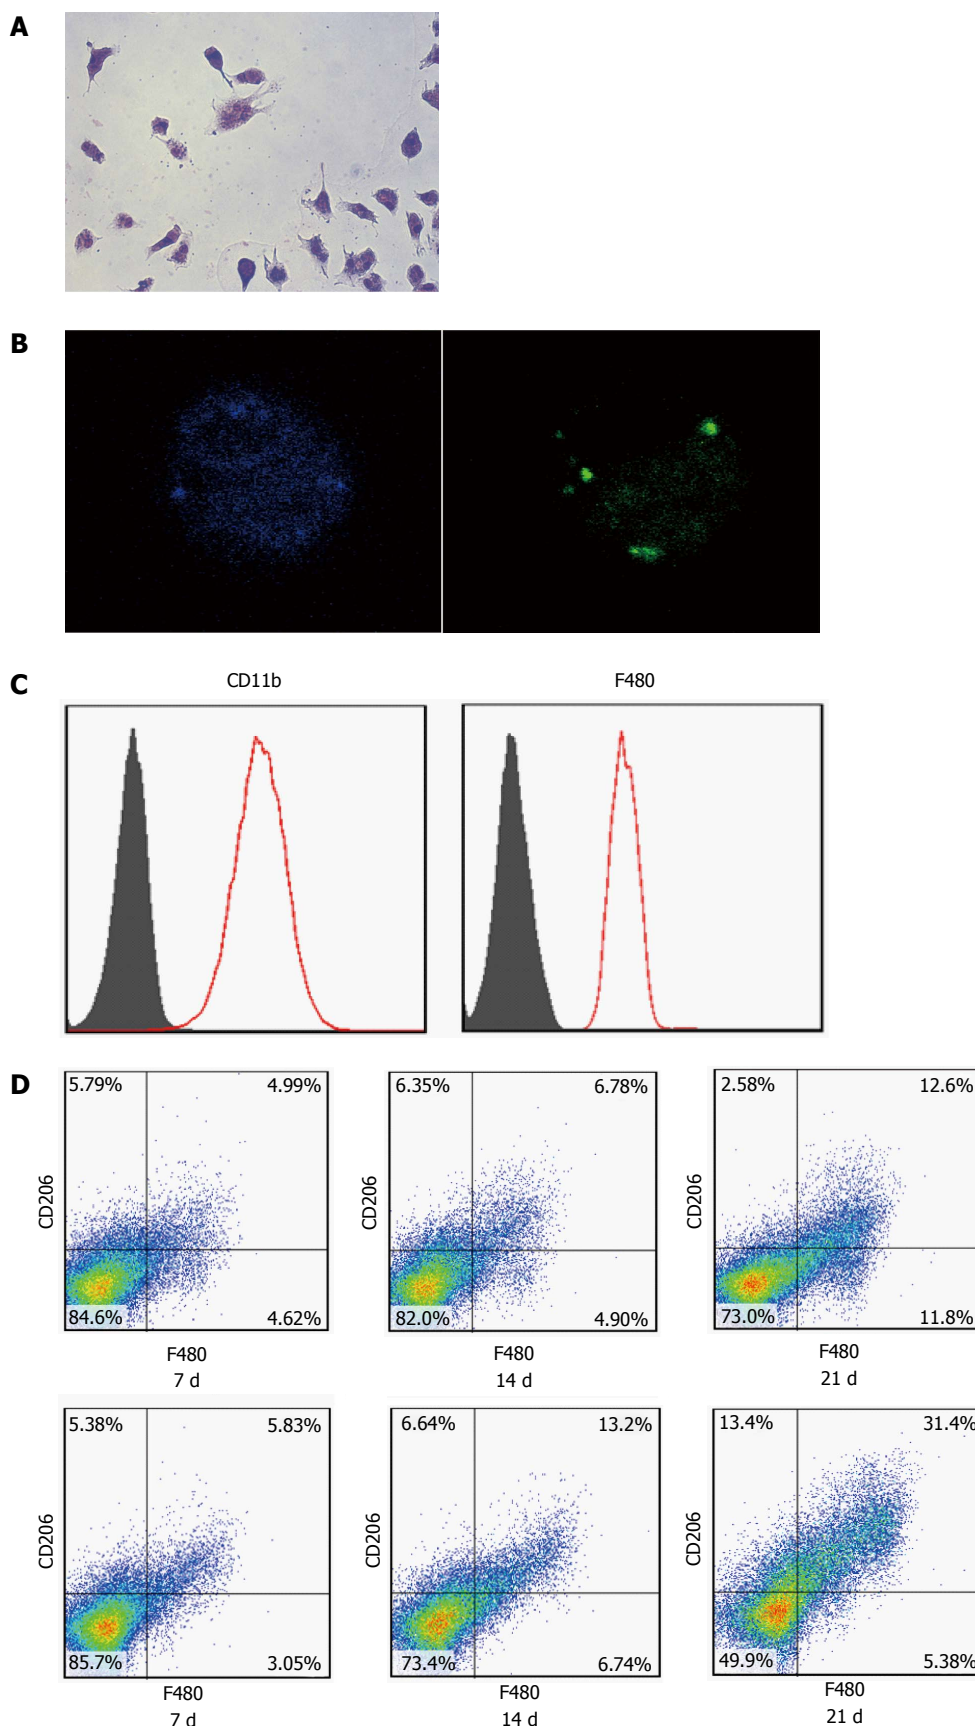 A
B
C
CD11b F480
D
5.79% 4.99% 6.35% 6.78% 2.58% 12.6%
CD206 CD206 CD206
84.6% 4.62% 82.0% 4.90% 73.0% 11.8%
F480 F480 F480
7 d 14 d 21 d
5.38% 5.83% 6.64% 13.2% 13.4% 31.4%
CD206 CD206 CD206
85.7% 3.05% 73.4% 6.74% 49.9% 5.38%
F480 F480 F480
7 d 14 d 21 d